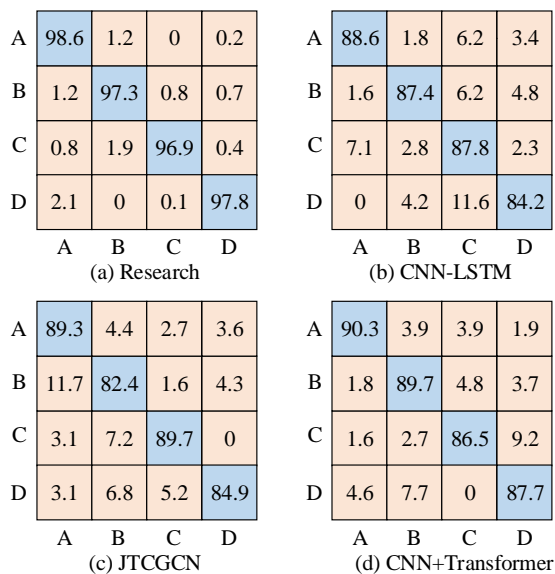 A 98.6 1.2 0 0.2
B 1.2 97.3 0.8 0.7
C 0.8 1.9 96.9 0.4
D 2.1 0 0.1 97.8
A B C D
(a) Research
A 88.6 1.8 6.2 3.4
B 1.6 87.4 6.2 4.8
C 7.1 2.8 87.8 2.3
D 0 4.2 11.6 84.2
A B C D
(b) CNN-LSTM
A 89.3 4.4 2.7 3.6
B 11.7 82.4 1.6 4.3
C 3.1 7.2 89.7 0
D 3.1 6.8 5.2 84.9
A B C D
(c) JTCGCN
A 90.3 3.9 3.9 1.9
B 1.8 89.7 4.8 3.7
C 1.6 2.7 86.5 9.2
D 4.6 7.7 0 87.7
A B C D
(d) CNN+Transformer